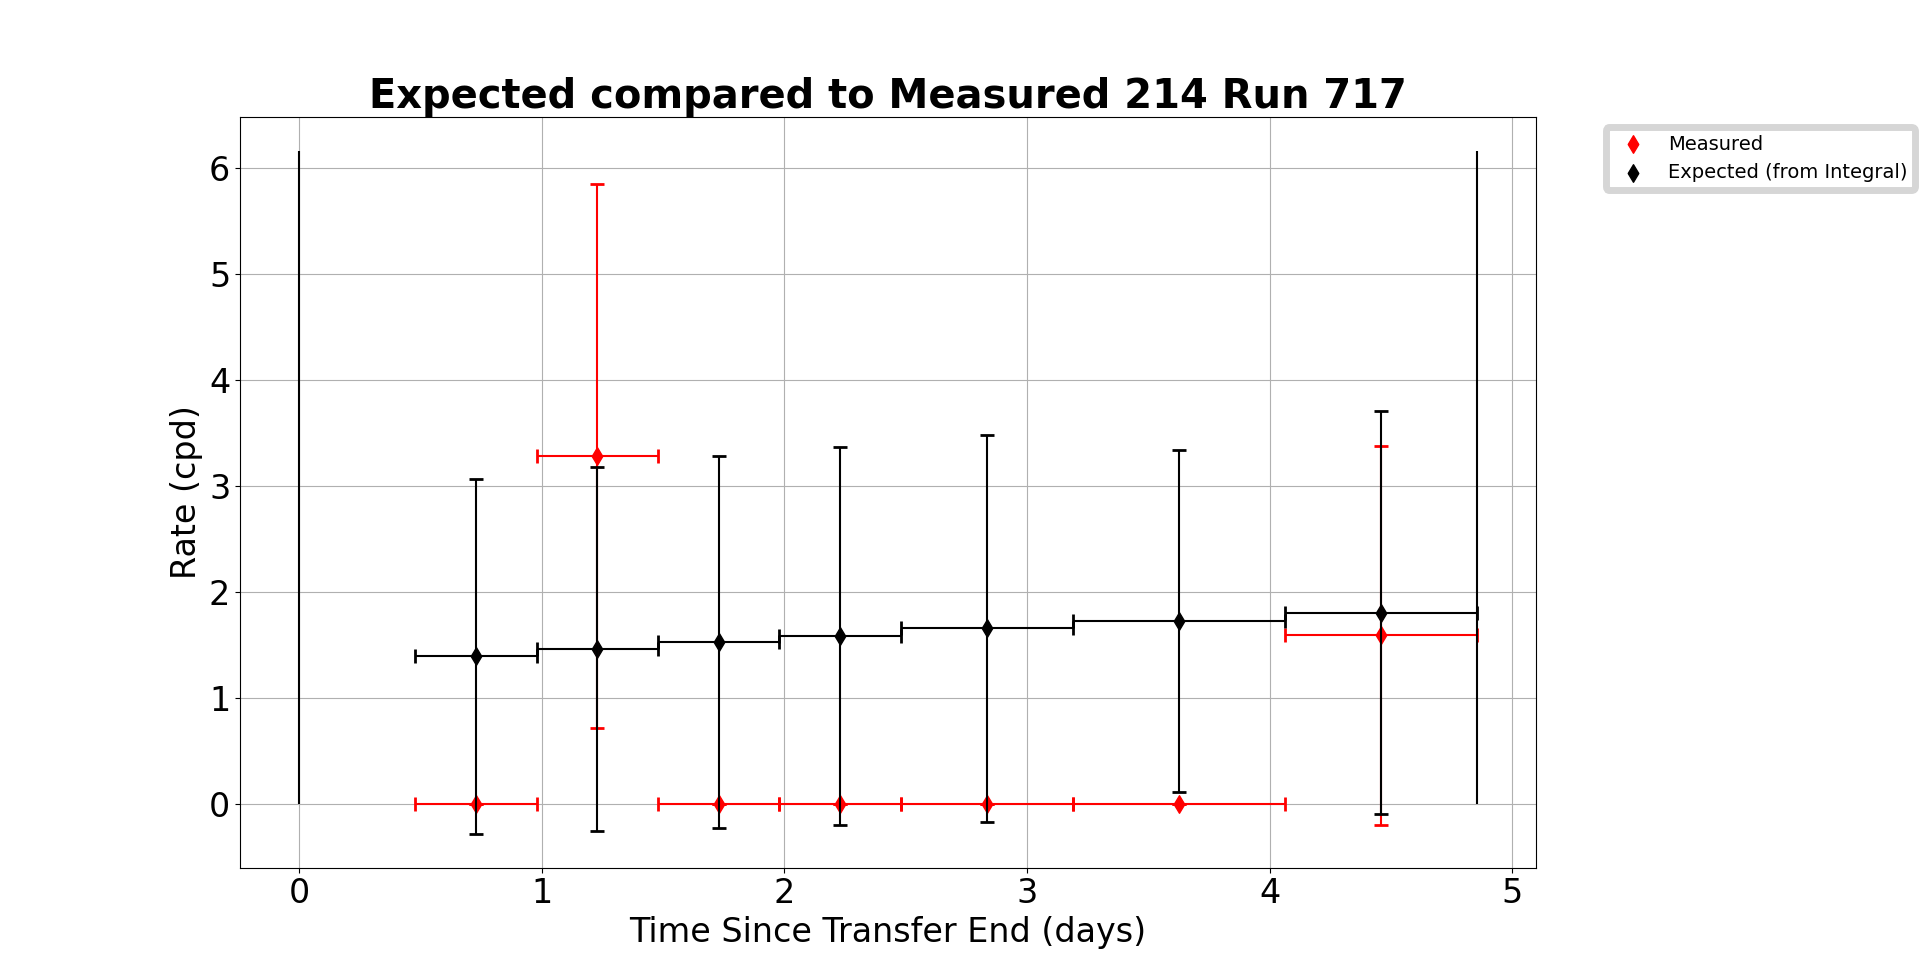 Expected compared to Measured 214 Run 717
Measured
Expected (from Integral)
Rate (cpd)
6
5
4
3
2
1
0
0 1 2 3 4 5
Time Since Transfer End (days)